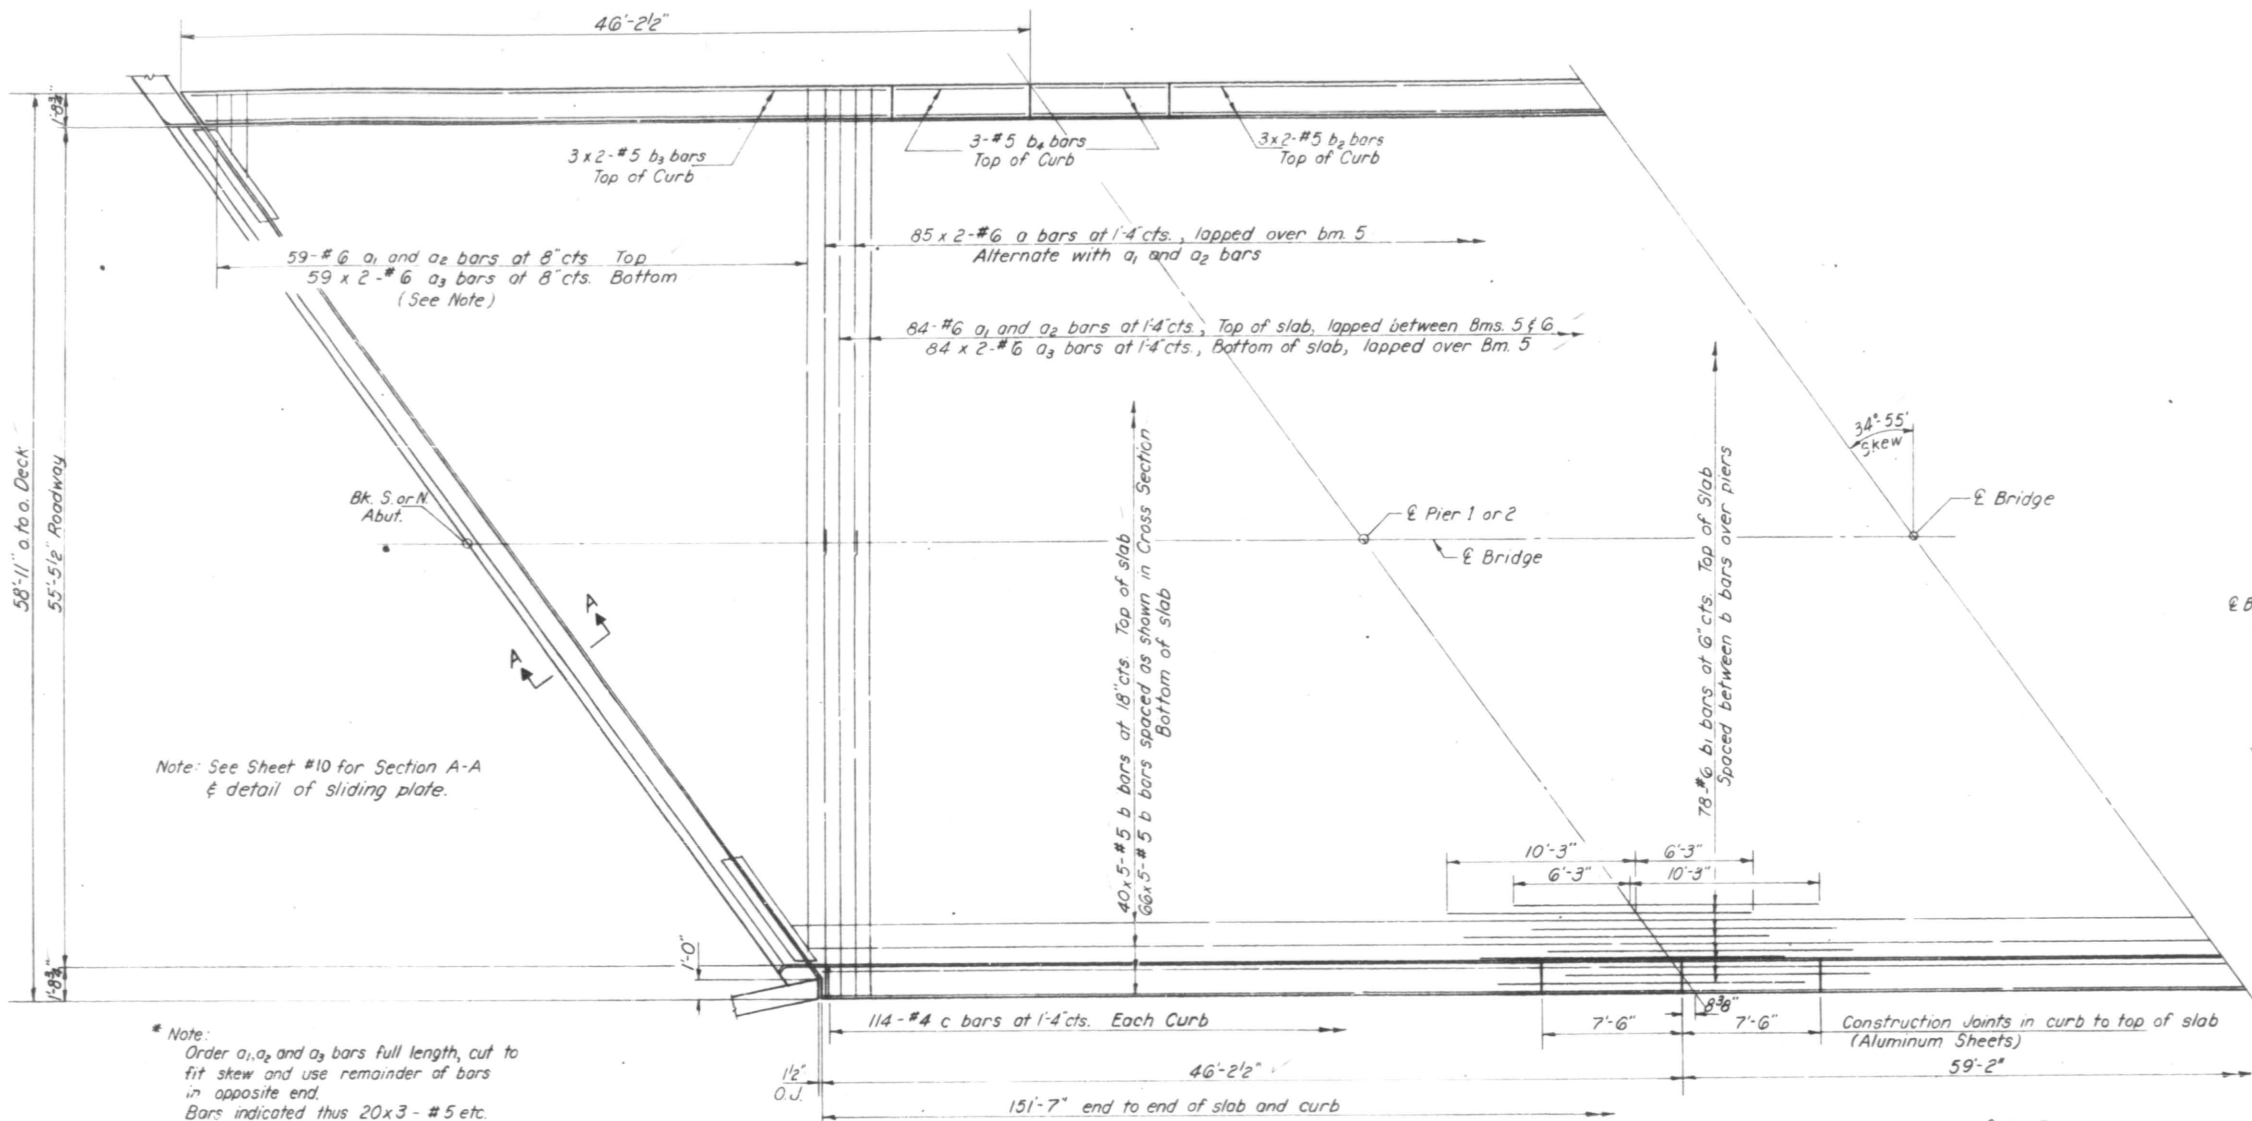 46'-2½"
1'-8¾"
3 x 2-#5 b₃ bars
Top of Curb
3-#5 b₄ bars
Top of Curb
3x2-#5 b₂ bars
Top of Curb
59-#6 a₁ and a₂ bars at 8"cts. Top
59 x 2-#6 a₃ bars at 8"cts. Bottom
(See Note)
85 x 2-#6 a bars at 1'-4"cts., lapped over bm. 5
Alternate with a₁ and a₂ bars
84-#6 a₁ and a₂ bars at 1'-4"cts., Top of slab, lapped between Bms. 5 & 6
84 x 2-#6 a₃ bars at 1'-4"cts., Bottom of slab, lapped over Bm. 5
34°-55'
Skew
58'-11" o. to o. Deck
55'-5½" Roadway
Bk. S. or N.
Abut.
℄ Pier 1 or 2
℄ Bridge
℄ Bridge
℄ B
40x5-#5 b bars at 18"cts. Top of slab
66x5-#5 b bars spaced as shown in Cross Section
Bottom of slab
78-#6 b₁ bars at 6"cts. Top of Slab
Spaced between b bars over piers
A
A
Note: See Sheet #10 for Section A-A
& detail of sliding plate.
10'-3" 6'-3"
6'-3" 10'-3"
1'-0"
1'-8¾"
8⅜"
114-#4 c bars at 1'-4"cts. Each Curb
7'-6" 7'-6"
Construction Joints in curb to top of slab
(Aluminum Sheets)
* Note:
Order a₁,a₂ and a₃ bars full length, cut to
fit skew and use remainder of bars
in opposite end.
Bars indicated thus 20x3 - #5 etc.
1½"
O.J.
46'-2½"
59'-2"
151'-7" end to end of slab and curb